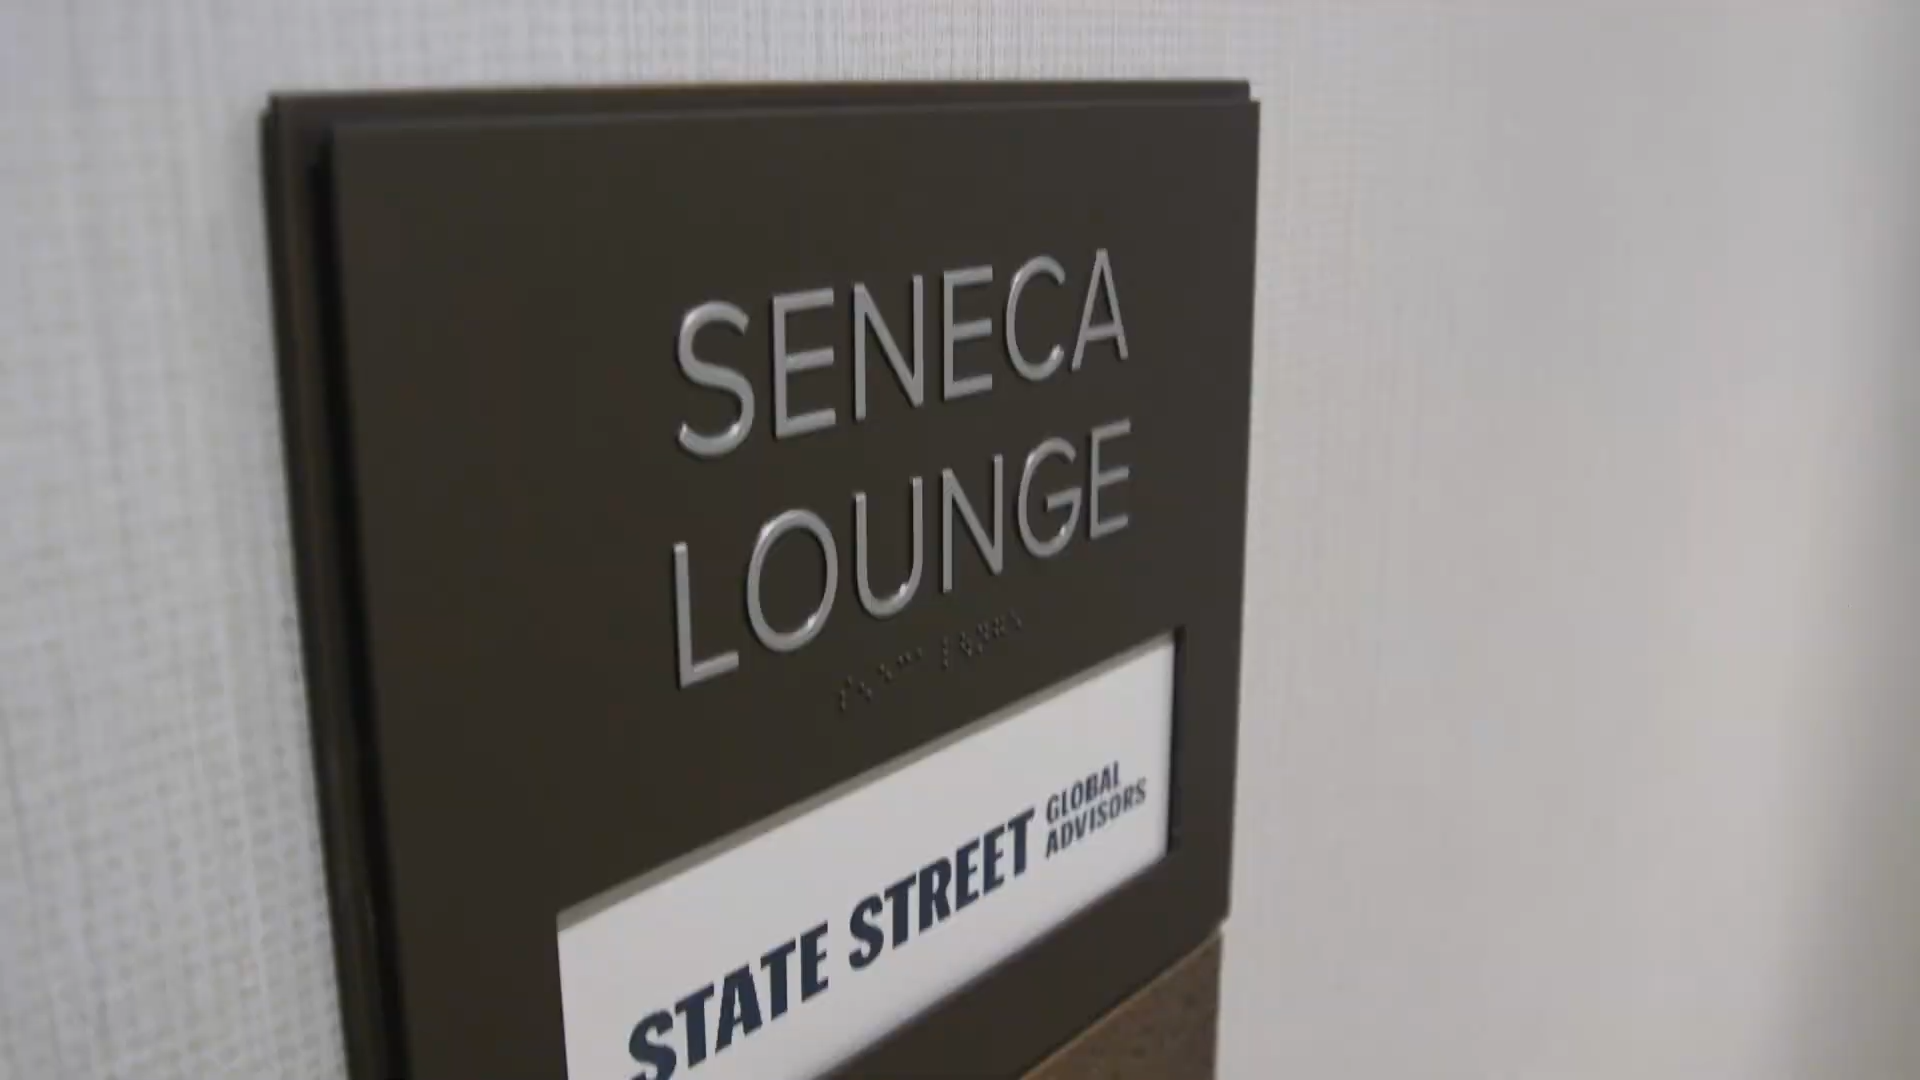 SENECA
LOUNGE
STATE STREET GLOBAL
ADVISORS